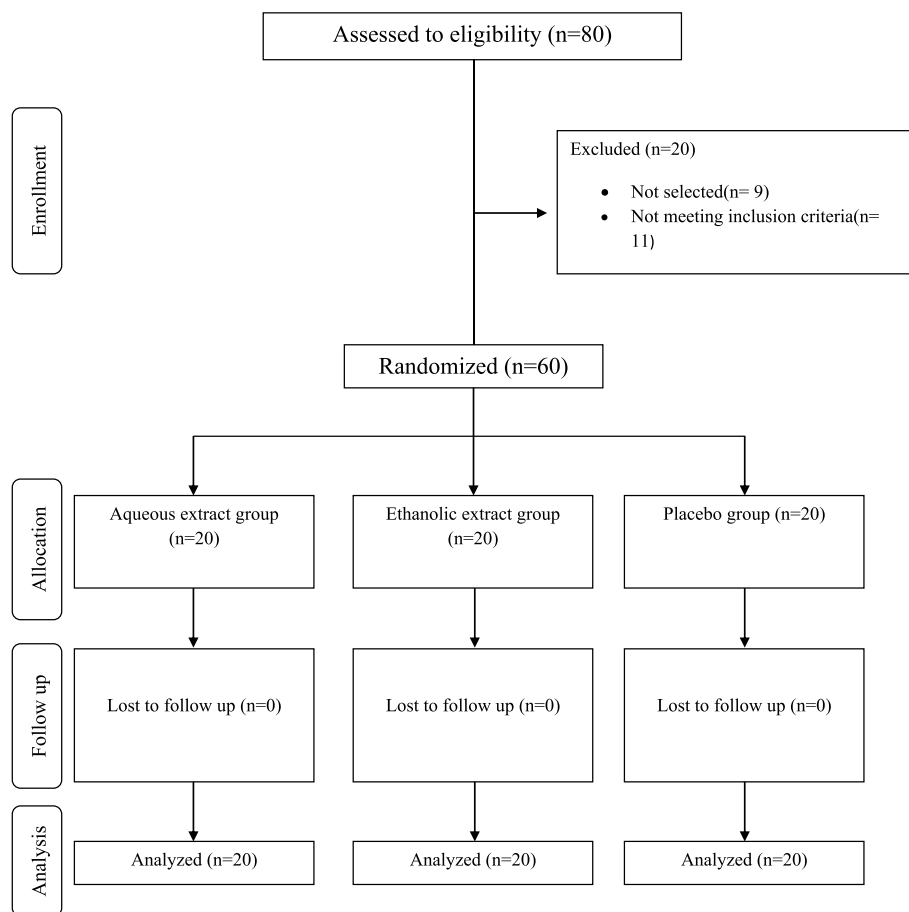 Assessed to eligibility (n=80)
Enrollment
Excluded (n=20)
• Not selected(n= 9)
• Not meeting inclusion criteria(n=
11)
Randomized (n=60)
Allocation
Aqueous extract group
(n=20)
Ethanolic extract group
(n=20)
Placebo group (n=20)
Follow up
Lost to follow up (n=0)
Lost to follow up (n=0)
Lost to follow up (n=0)
Analysis
Analyzed (n=20)
Analyzed (n=20)
Analyzed (n=20)